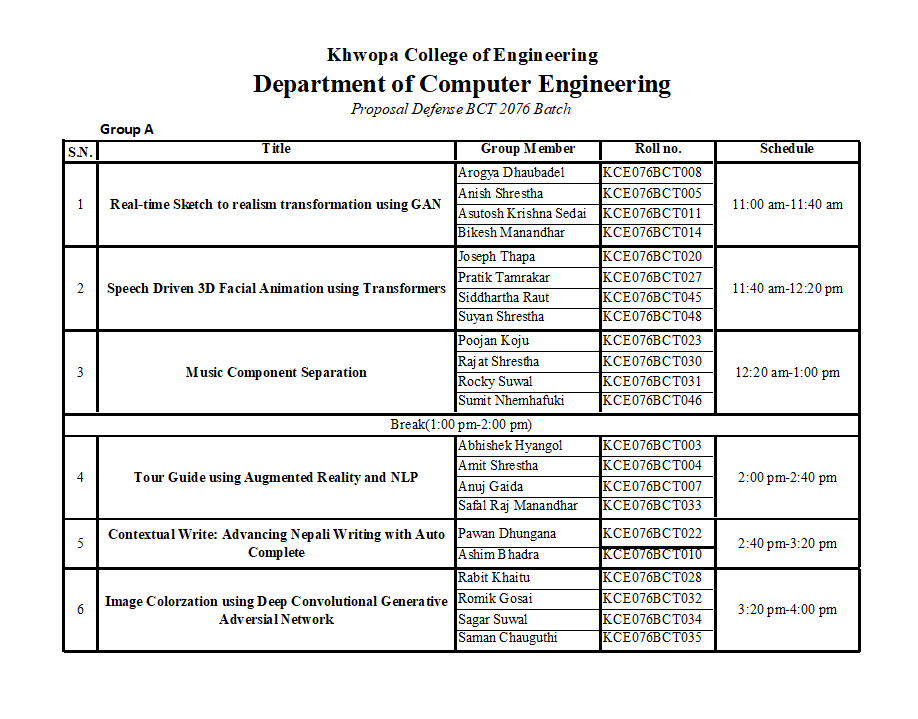 Khwopa College of Engineering
Department of Computer Engineering
Proposal Defense BCT 2076 Batch
Group A
S.N. Title Group Member Roll no. Schedule
1 Real-time Sketch to realism transformation using GAN 11:00 am-11:40 am
Arogya Dhaubadel KCE076BCT008
Anish Shrestha KCE076BCT005
Asutosh Krishna Sedai KCE076BCT011
Bikesh Manandhar KCE076BCT014
2 Speech Driven 3D Facial Animation using Transformers 11:40 am-12:20 pm
Joseph Thapa KCE076BCT020
Pratik Tamrakar KCE076BCT027
Siddhartha Raut KCE076BCT045
Suyan Shrestha KCE076BCT048
3 Music Component Separation 12:20 am-1:00 pm
Poojan Koju KCE076BCT023
Rajat Shrestha KCE076BCT030
Rocky Suwal KCE076BCT031
Sumit Nhemhafuki KCE076BCT046
Break(1:00 pm-2:00 pm)
4 Tour Guide using Augmented Reality and NLP 2:00 pm-2:40 pm
Abhishek Hyangol KCE076BCT003
Amit Shrestha KCE076BCT004
Anuj Gaida KCE076BCT007
Safal Raj Manandhar KCE076BCT033
5 Contextual Write: Advancing Nepali Writing with Auto
Complete 2:40 pm-3:20 pm
Pawan Dhungana KCE076BCT022
Ashim Bhadra KCE076BCT010
6 Image Colorzation using Deep Convolutional Generative
Adversial Network 3:20 pm-4:00 pm
Rabit Khaitu KCE076BCT028
Romik Gosai KCE076BCT032
Sagar Suwal KCE076BCT034
Saman Chauguthi KCE076BCT035